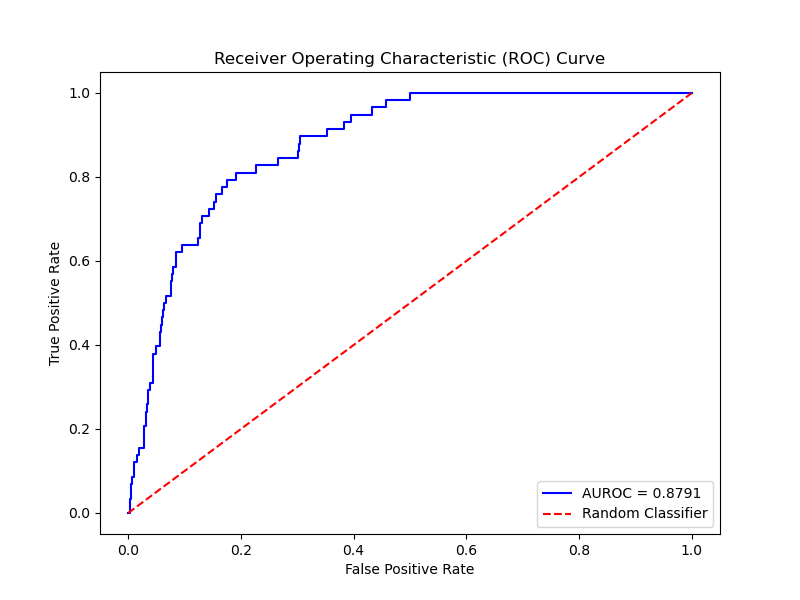 Receiver Operating Characteristic (ROC) Curve
True Positive Rate
1.0
0.8
0.6
0.4
0.2
0.0
0.0 0.2 0.4 0.6 0.8 1.0
False Positive Rate
AUROC = 0.8791
Random Classifier